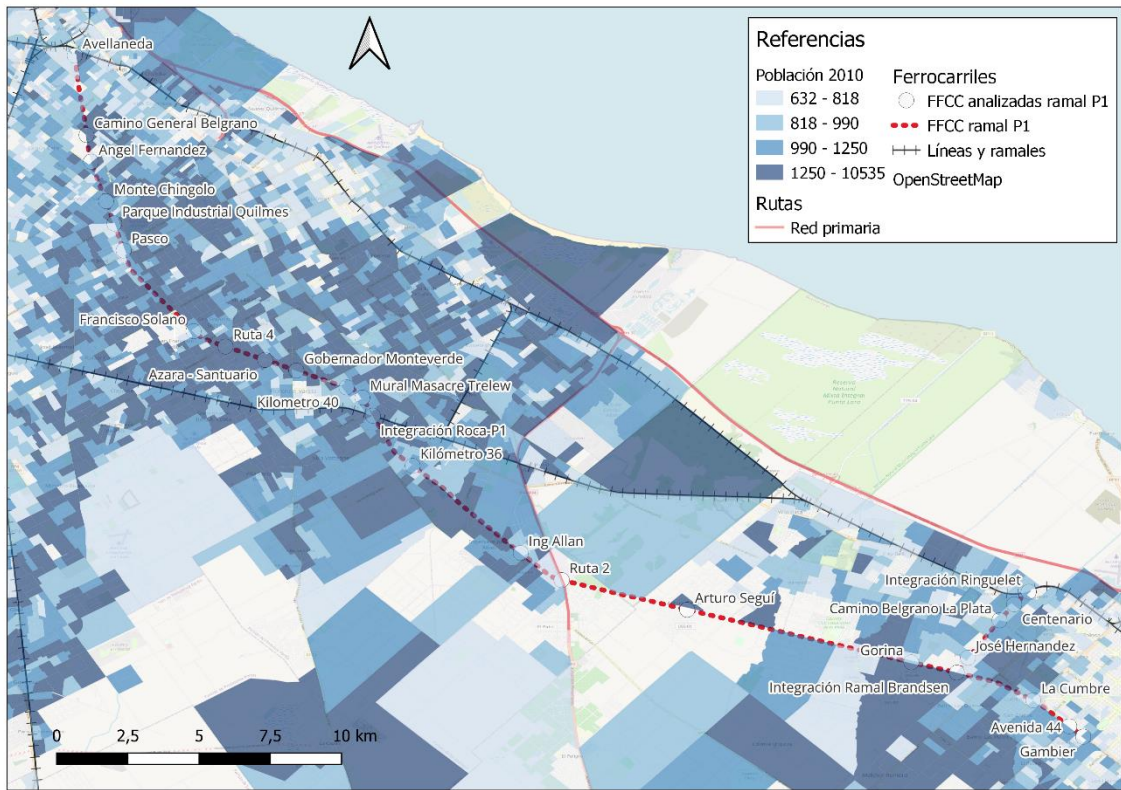 Referencias
Población 2010
632 - 818
818 - 990
990 - 1250
1250 - 10535
Rutas
Red primaria
Ferrocarriles
FFCC analizadas ramal P1
FFCC ramal P1
Líneas y ramales
OpenStreetMap
Avellaneda
Camino General Belgrano
Angel Fernandez
Monte Chingolo
Parque Industrial Quilmes
Pasco
Francisco Solano
Ruta 4
Gobernador Monteverde
Azara - Santuario
Mural Masacre Trelew
Kilometro 40
Integración Roca-P1
Kilómetro 36
Ing Allan
Ruta 2
Arturo Seguí
Integración Ringuelet
Camino Belgrano La Plata
Centenario
José Hernandez
Gorina
Integración Ramal Brandsen
La Cumbre
Avenida 44
Gambier
0 2,5 5 7,5 10 km